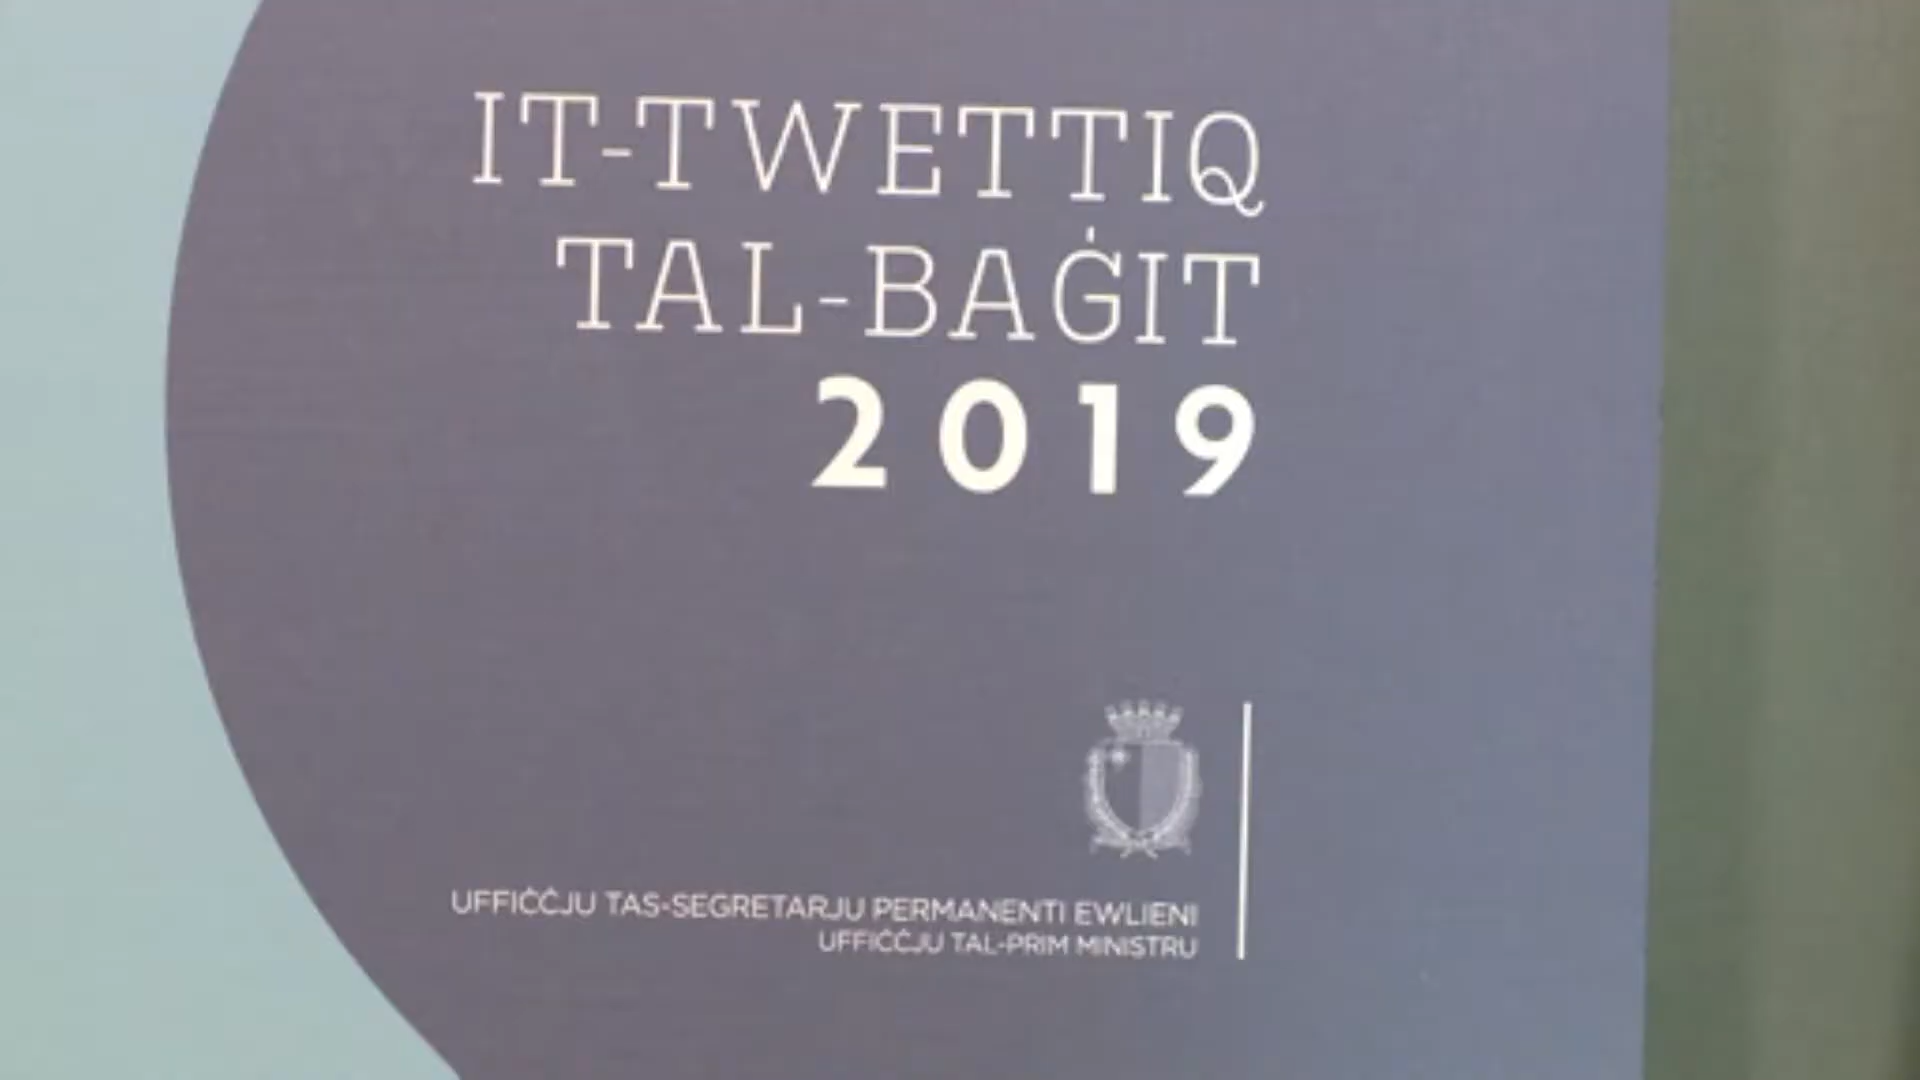 IT-TWETTIQ
TAL-BAĠIT
2019
UFFIĊĊJU TAS-SEGRETARJU PERMANENTI EWLIENI
UFFIĊĊJU TAL-PRIM MINISTRU